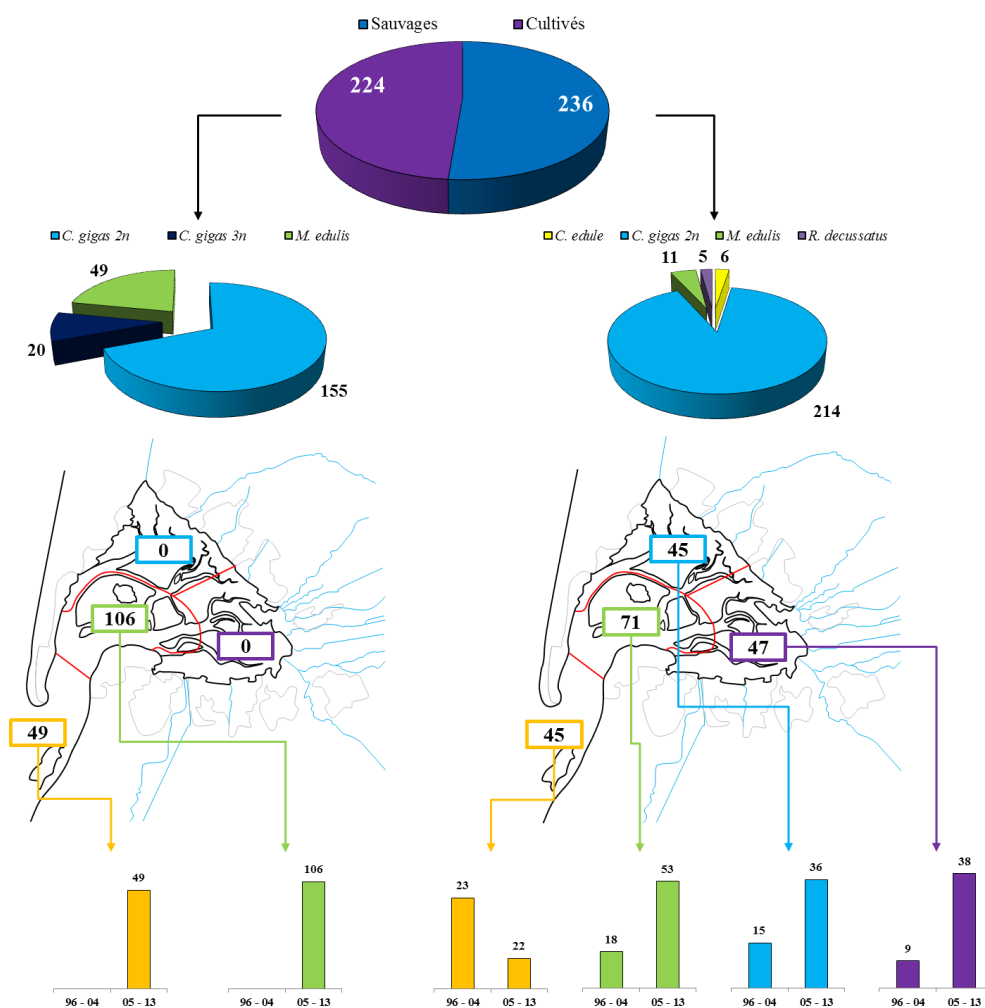 Sauvages Cultivés
224
236
C. gigas 2n C. gigas 3n M. edulis
C. edule C. gigas 2n M. edulis R. decussatus
49
20
155
11 5 6
214
0
106
0
49
45
71
47
45
49
96 - 04 05 - 13
106
96 - 04 05 - 13
23
22
96 - 04 05 - 13
18
53
96 - 04 05 - 13
15
36
96 - 04 05 - 13
9
38
96 - 04 05 - 13